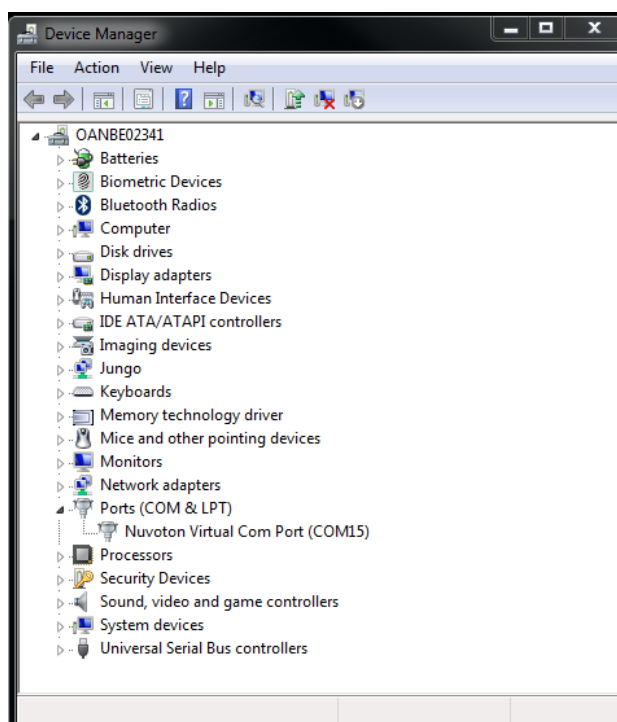 Device Manager
File Action View Help
OANBE02341
Batteries
Biometric Devices
Bluetooth Radios
Computer
Disk drives
Display adapters
Human Interface Devices
IDE ATA/ATAPI controllers
Imaging devices
Jungo
Keyboards
Memory technology driver
Mice and other pointing devices
Monitors
Network adapters
Ports (COM & LPT)
Nuvoton Virtual Com Port (COM15)
Processors
Security Devices
Sound, video and game controllers
System devices
Universal Serial Bus controllers